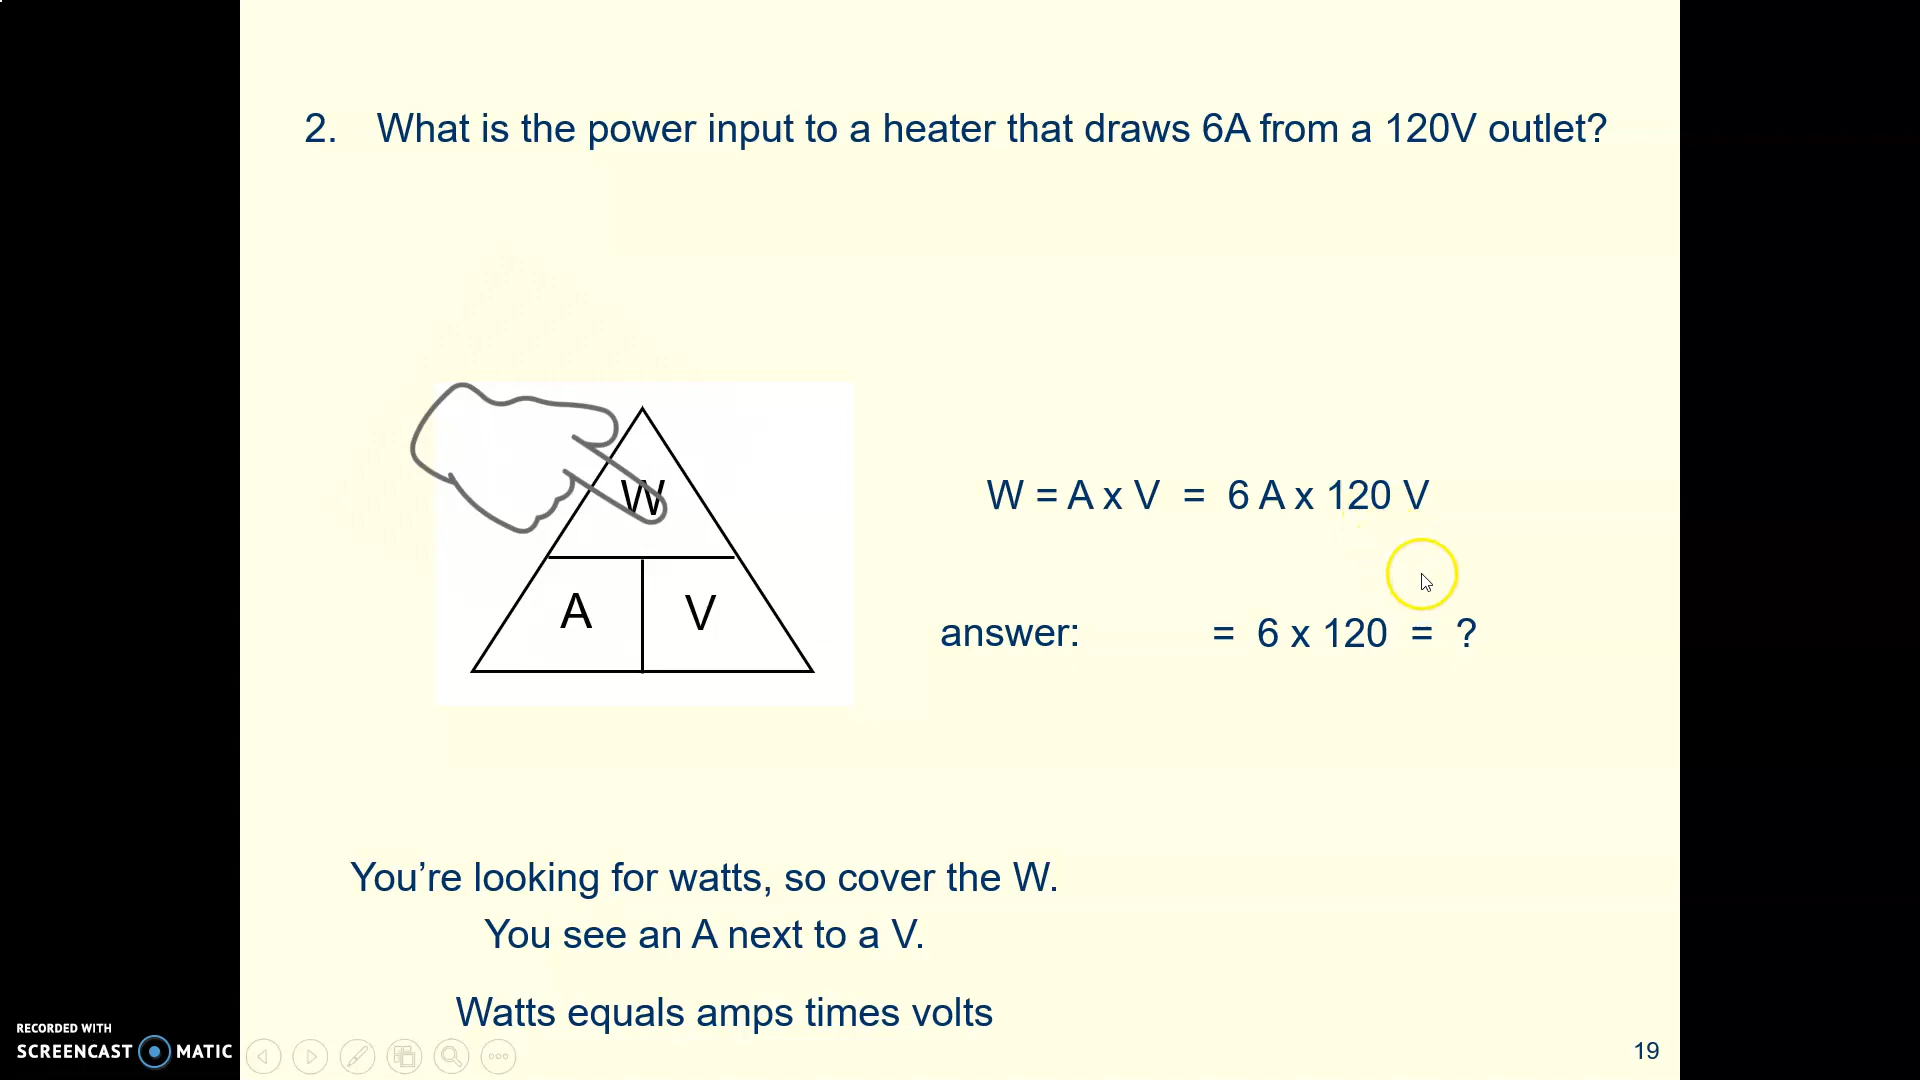 2. What is the power input to a heater that draws 6A from a 120V outlet?
W
A V
W = A x V = 6 A x 120 V
answer: = 6 x 120 = ?
You’re looking for watts, so cover the W.
You see an A next to a V.
Watts equals amps times volts
RECORDED WITH
SCREENCAST MATIC
19